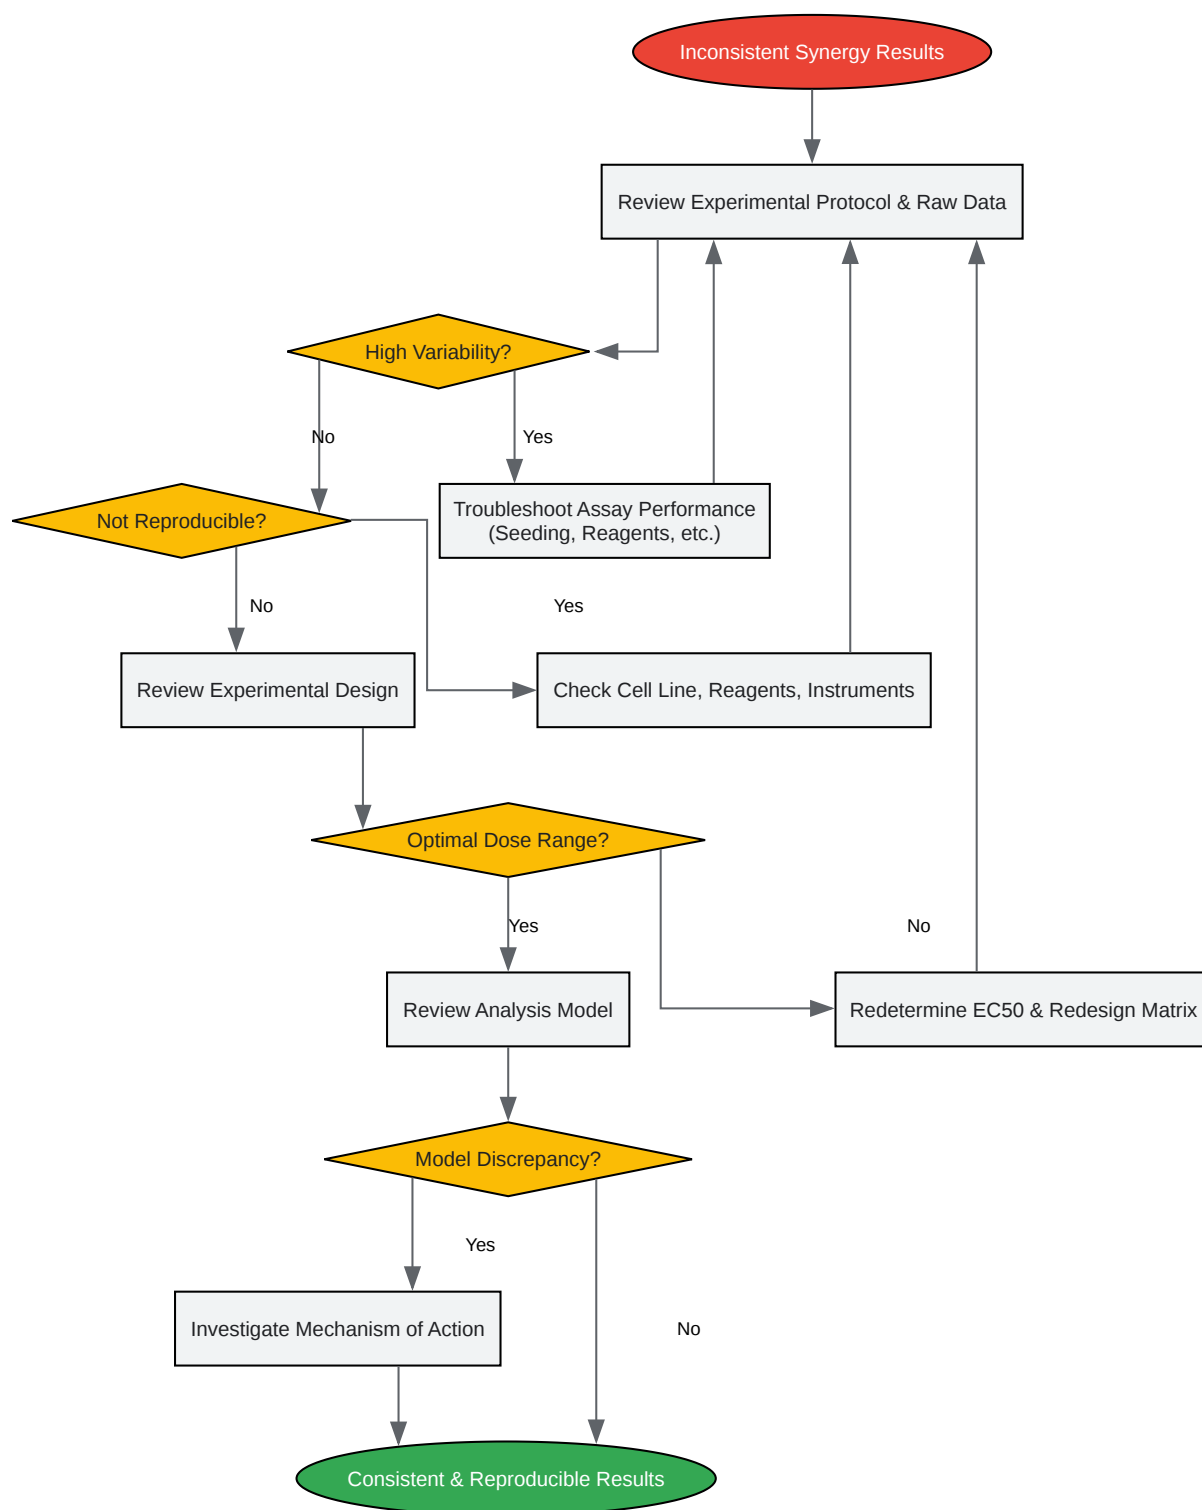 Inconsistent Synergy Results
Review Experimental Protocol & Raw Data
High Variability?
No
Yes
Not Reproducible?
Troubleshoot Assay Performance
(Seeding, Reagents, etc.)
No
Yes
Review Experimental Design
Check Cell Line, Reagents, Instruments
Optimal Dose Range?
Yes
No
Review Analysis Model
Redetermine EC50 & Redesign Matrix
Model Discrepancy?
Yes
Investigate Mechanism of Action
No
Consistent & Reproducible Results